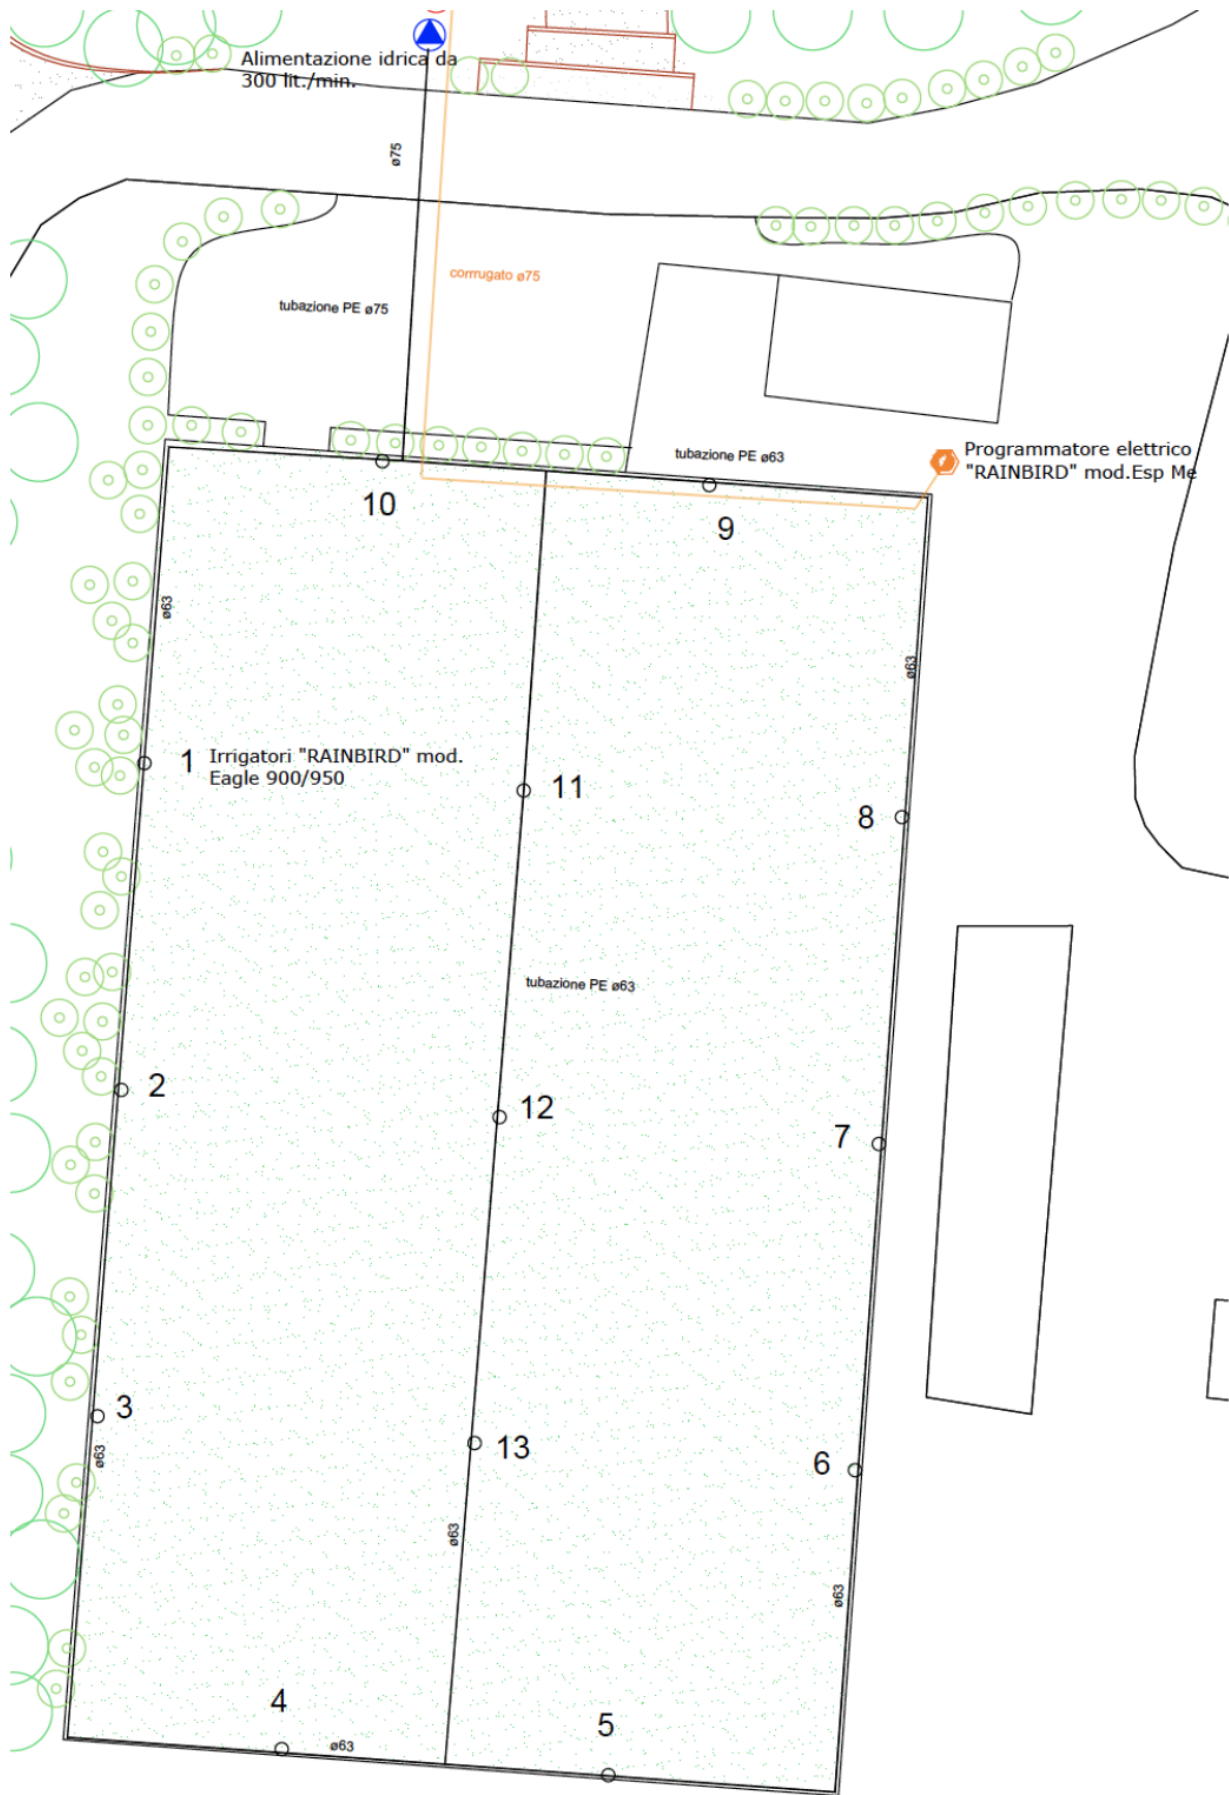 Alimentazione idrica da
300 lit./min.
ø75
corrrugato ø75
tubazione PE ø75
tubazione PE ø63
Programmatore elettrico
"RAINBIRD" mod.Esp Me
10
9
ø63
ø63
1
Irrigatori "RAINBIRD" mod.
Eagle 900/950
11
8
tubazione PE ø63
2
12
7
3
ø63
13
6
ø63
ø63
4
5
ø63